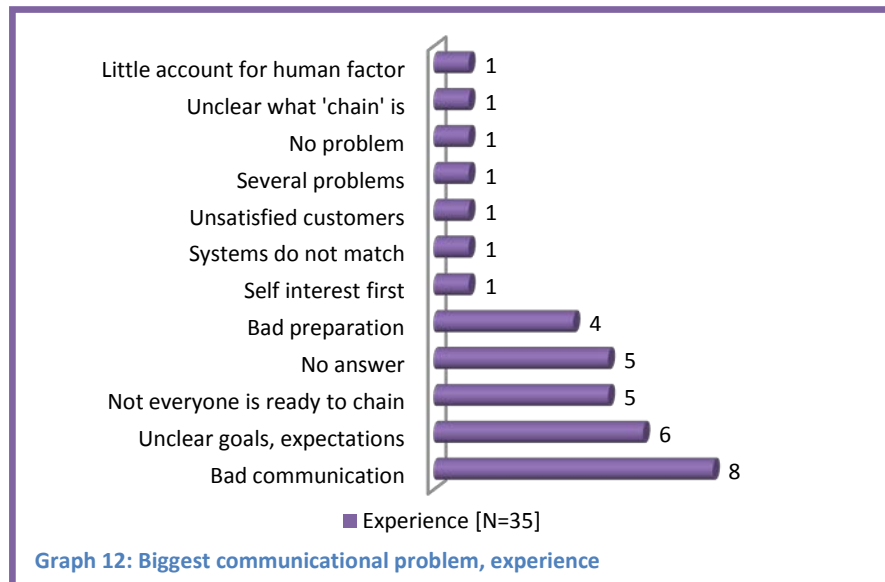 Little account for human factor 1
Unclear what 'chain' is 1
No problem 1
Several problems 1
Unsatisfied customers 1
Systems do not match 1
Self interest first 1
Bad preparation 4
No answer 5
Not everyone is ready to chain 5
Unclear goals, expectations 6
Bad communication 8
Experience [N=35]
Graph 12: Biggest communicational problem, experience